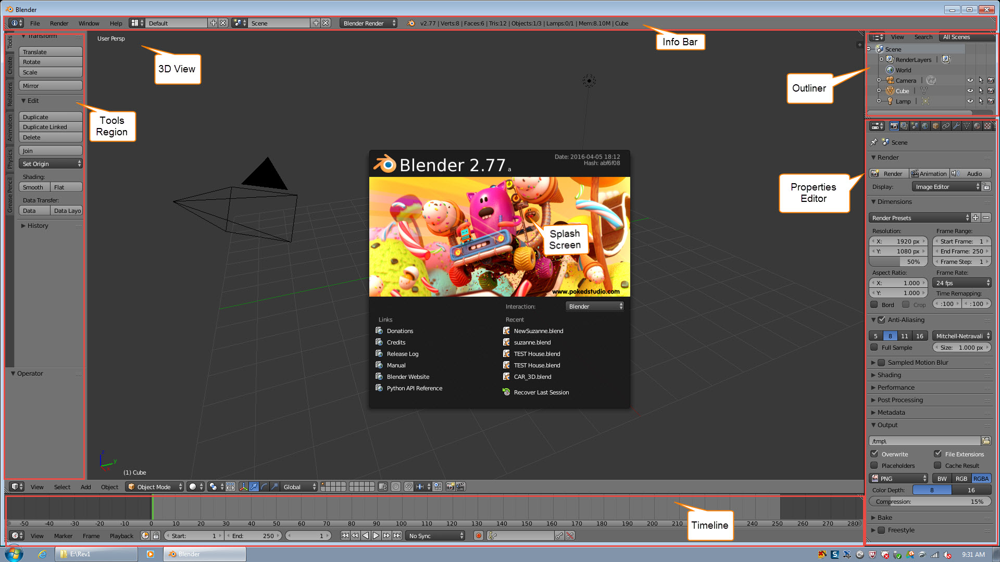 Blender
File Render Window Help Default Scene Blender Render v2.77 | Verts:8 | Faces:6 | Tris:12 | Objects:1/3 | Lamps:0/1 | Mem:8.10M | Cube
Info Bar
Tools
Create
Relations
Animation
Physics
Grease Pencil
Transform
Translate
Rotate
Scale
Mirror
Edit
Duplicate
Duplicate Linked
Delete
Join
Set Origin
Shading:
Smooth Flat
Data Transfer:
Data Data Layo
History
Operator
Tools
Region
User Persp
3D View
Blender 2.77 a
Date: 2016-04-05 18:12
Hash: abf6f08
Splash
Screen
www.pokedstudio.com
Interaction: Blender
Links
Donations
Credits
Release Log
Manual
Blender Website
Python API Reference
Recent
NewSuzanne.blend
suzanne.blend
TEST House.blend
TEST House.blend
CAR_3D.blend
Recover Last Session
z
y
(1) Cube
View Select Add Object Object Mode Global
View Search All Scenes
Scene
RenderLayers |
World
Camera |
Cube |
Lamp |
Outliner
Properties
Editor
Scene
Render
Render Animation Audio
Display: Image Editor
Dimensions
Render Presets
Resolution: Frame Range:
X: 1920 px Start Frame: 1
Y: 1080 px End Frame: 250
50% Frame Step: 1
Aspect Ratio: Frame Rate:
X: 1.000 24 fps
Y: 1.000 Time Remapping:
Bord Crop :100 :100
Anti-Aliasing
5 8 11 16 Mitchell-Netravali
Full Sample Size: 1.000 px
Sampled Motion Blur
Shading
Performance
Post Processing
Metadata
Output
/tmp\
Overwrite File Extensions
Placeholders Cache Result
PNG BW RGB RGBA
Color Depth: 8 16
Compression: 15%
Bake
Freestyle
-50 -40 -30 -20 -10 0 10 20 30 40 50 60 70 80 90 100 110 120 130 140 150 160 170 180 190 200 210 240 250 260 270 280
Timeline
View Marker Frame Playback Start: 1 End: 250 1 No Sync
E:\Rev1 Blender 9:31 AM